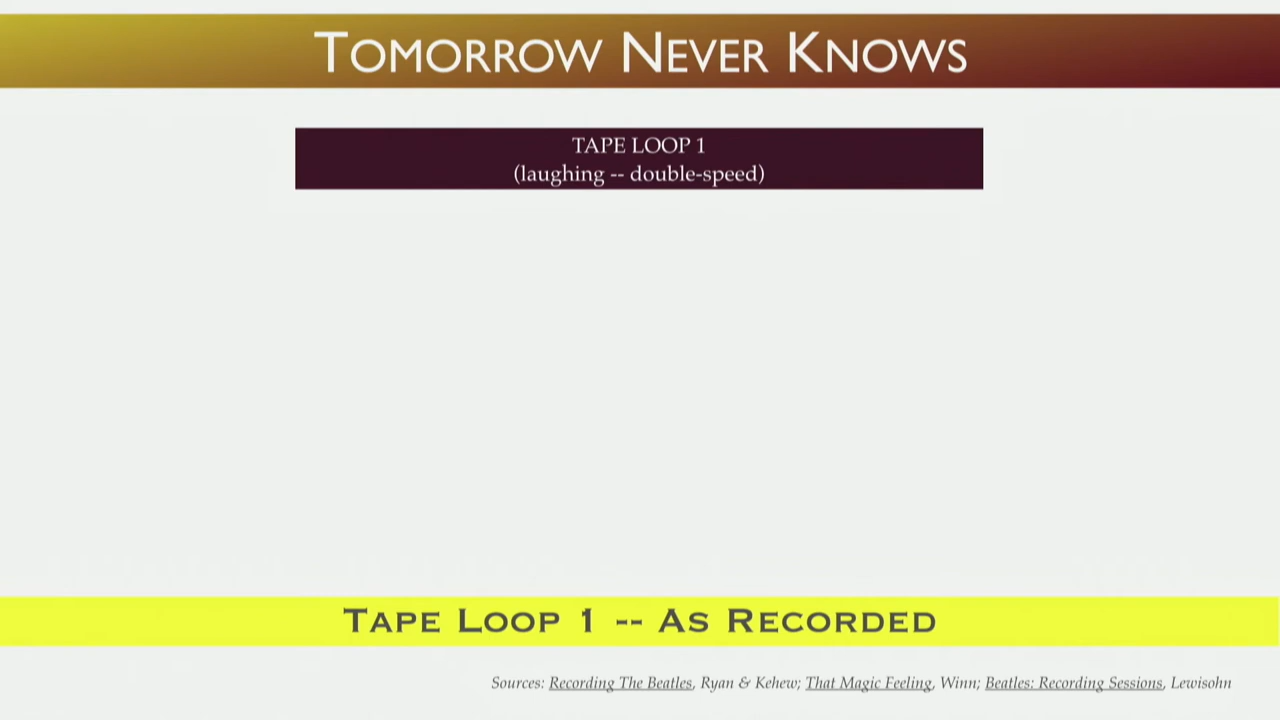 Tomorrow Never Knows
TAPE LOOP 1
(laughing -- double-speed)
Tape Loop 1 -- As Recorded
Sources: Recording The Beatles, Ryan & Kehew; That Magic Feeling, Winn; Beatles: Recording Sessions, Lewisohn